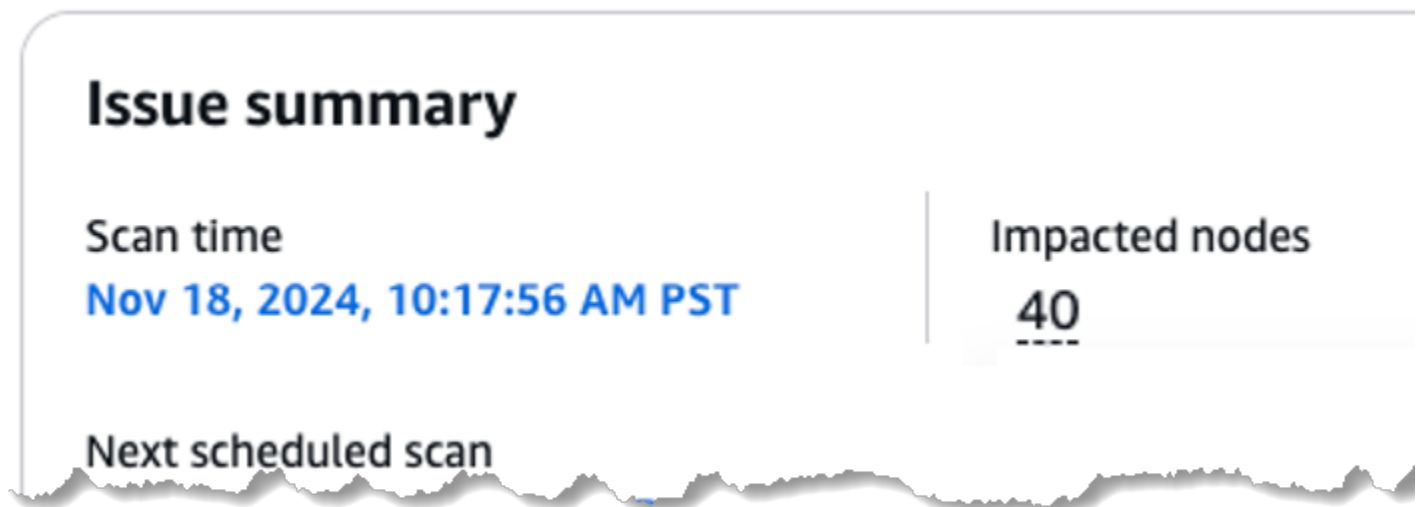 Issue summary
Scan time
Nov 18, 2024, 10:17:56 AM PST
Impacted nodes
40
Next scheduled scan